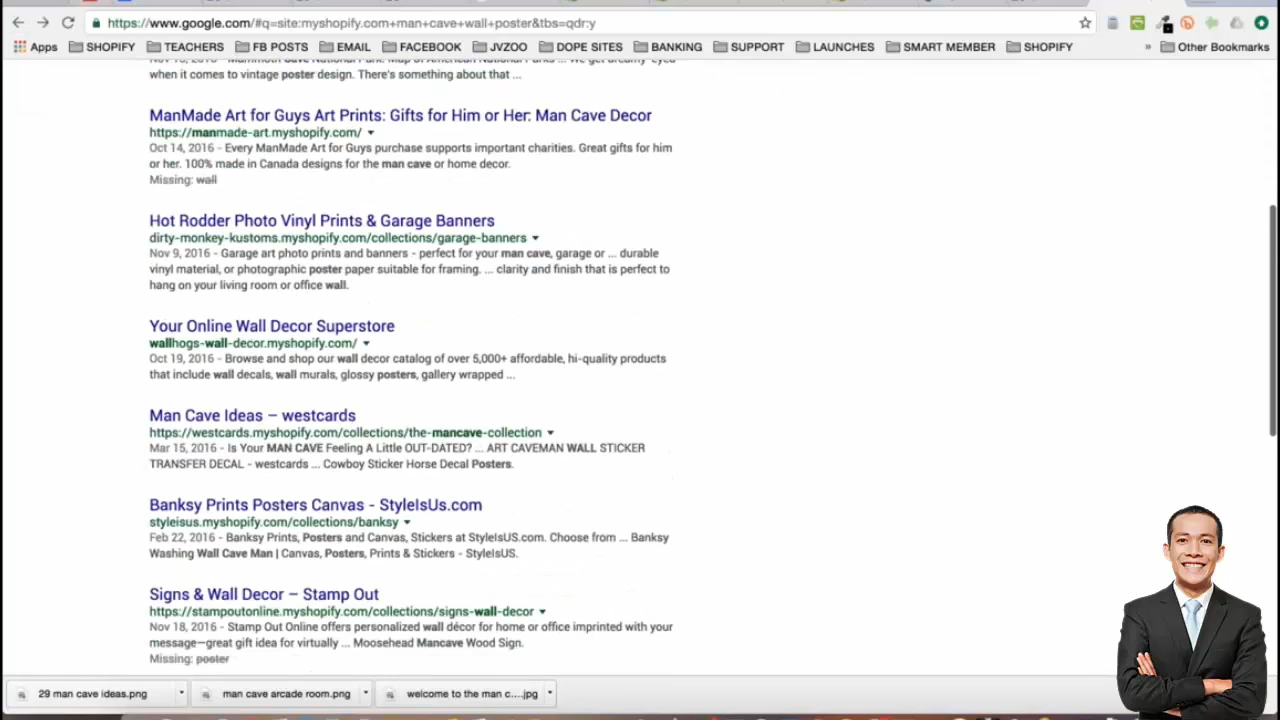 https://www.google.com/#q=site:myshopify.com+man+cave+wall+poster&tbs=qdr:y
Apps SHOPIFY TEACHERS FB POSTS EMAIL FACEBOOK JVZOO DOPE SITES BANKING SUPPORT LAUNCHES SMART MEMBER SHOPIFY » Other Bookmarks
when it comes to vintage poster design. There's something about that ...
ManMade Art for Guys Art Prints: Gifts for Him or Her: Man Cave Decor
https://manmade-art.myshopify.com/
Oct 14, 2016 - Every ManMade Art for Guys purchase supports important charities. Great gifts for him
or her. 100% made in Canada designs for the man cave or home decor.
Missing: wall
Hot Rodder Photo Vinyl Prints & Garage Banners
dirty-monkey-kustoms.myshopify.com/collections/garage-banners
Nov 9, 2016 - Garage art photo prints and banners - perfect for your man cave, garage or ... durable
vinyl material, or photographic poster paper suitable for framing. ... clarity and finish that is perfect to
hang on your living room or office wall.
Your Online Wall Decor Superstore
wallhogs-wall-decor.myshopify.com/
Oct 19, 2016 - Browse and shop our wall decor catalog of over 5,000+ affordable, hi-quality products
that include wall decals, wall murals, glossy posters, gallery wrapped ...
Man Cave Ideas – westcards
https://westcards.myshopify.com/collections/the-mancave-collection
Mar 15, 2016 - Is Your MAN CAVE Feeling A Little OUT-DATED? ... ART CAVEMAN WALL STICKER
TRANSFER DECAL - westcards ... Cowboy Sticker Horse Decal Posters.
Banksy Prints Posters Canvas - StyleIsUs.com
styleisus.myshopify.com/collections/banksy
Feb 22, 2016 - Banksy Prints, Posters and Canvas, Stickers at StyleIsUS.com. Choose from ... Banksy
Washing Wall Cave Man | Canvas, Posters, Prints & Stickers - StyleIsUS.
Signs & Wall Decor – Stamp Out
https://stampoutonline.myshopify.com/collections/signs-wall-decor
Nov 18, 2016 - Stamp Out Online offers personalized wall décor for home or office imprinted with your
message—great gift idea for virtually ... Moosehead Mancave Wood Sign.
Missing: poster
29 man cave ideas.png man cave arcade room.png welcome to the man c....jpg